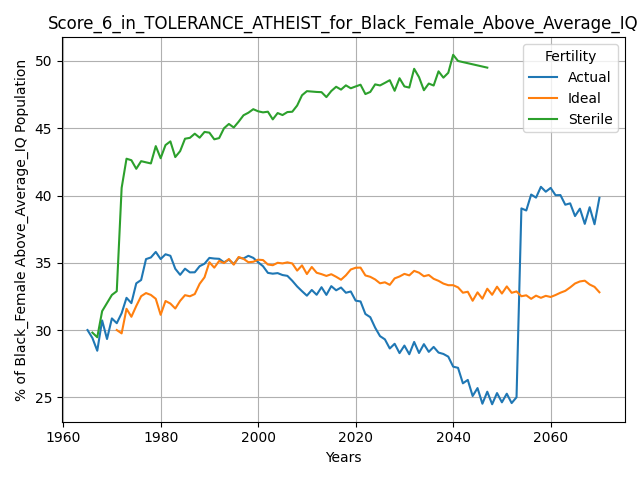 Score_6_in_TOLERANCE_ATHEIST_for_Black_Female_Above_Average_IQ
% of Black_Female Above_Average_IQ Population
50
45
40
35
30
25
Fertility
Actual
Ideal
Sterile
1960 1980 2000 2020 2040 2060
Years